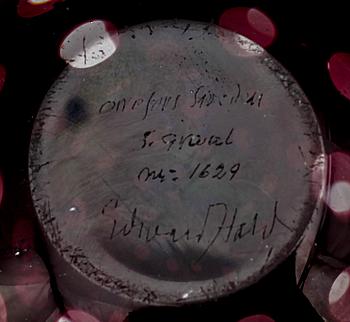 orrefors Sweden
S. Graal
nr= 1629
Edward Hald